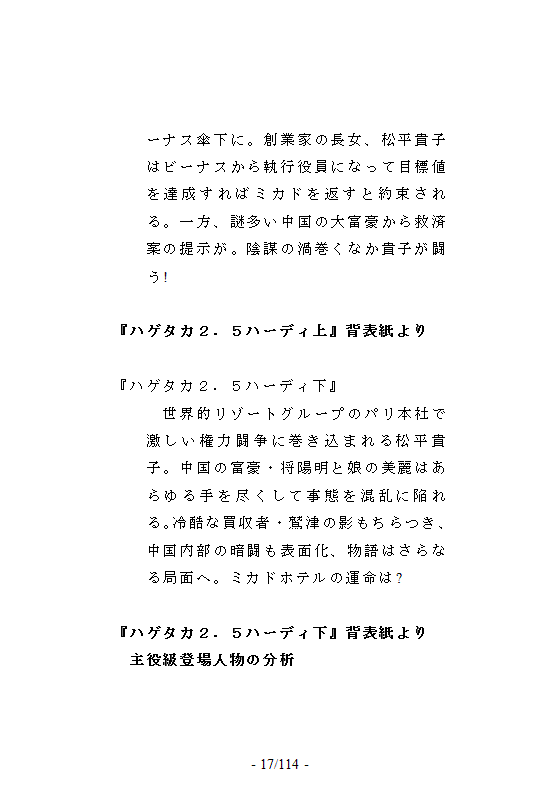 ーナス傘下に。創業家の長女、松平貴子
はビーナスから執行役員になって目標値
を達成すればミカドを返すと約束され
る。一方、謎多い中国の大富豪から救済
案の提示が。陰謀の渦巻くなか貴子が闘
う!
『ハゲタカ２．５ハーディ上』背表紙より
『ハゲタカ２．５ハーディ下』
　世界的リゾートグループのパリ本社で
激しい権力闘争に巻き込まれる松平貴
子。中国の富豪・将陽明と娘の美麗はあ
らゆる手を尽くして事態を混乱に陥れ
る。冷酷な買収者・鷲津の影もちらつき、
中国内部の暗闘も表面化、物語はさらな
る局面へ。ミカドホテルの運命は?
『ハゲタカ２．５ハーディ下』背表紙より
主役級登場人物の分析
- 17/114 -